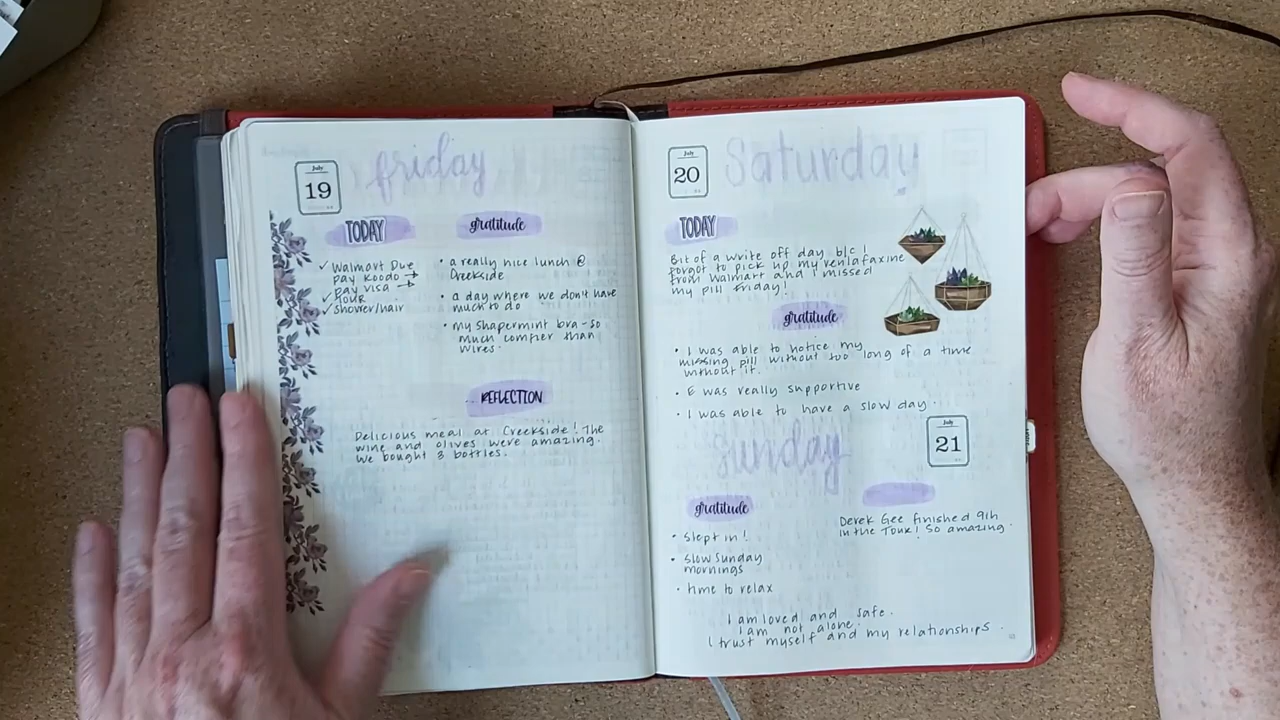 July
19
friday
TODAY
gratitude
✓ Walmart Due
pay Koodo →
pay visa →
✓ HOUR
✓ Shower/hair
• a really nice lunch @
Creekside
• a day where we don't have
much to do
• my Shapermint bra - so
much comfier than
wires.
REFLECTION
Delicious meal at Creekside! The
wine and olives were amazing.
We bought 3 bottles.
July
20
Saturday
TODAY
Bit of a write off day b/c I
forgot to pick up my venlafaxine
from Walmart and I missed
my pill Friday!
gratitude
• I was able to notice my
missing pill without too long of a time
without it.
• E was really supportive
• I was able to have a slow day.
Sunday
July
21
gratitude
• Slept in!
• Slow Sunday
mornings
• time to relax
Derek Gee finished 9th
in the Tour! So amazing.
I am loved and safe.
I am not alone.
I trust myself and my relationships.